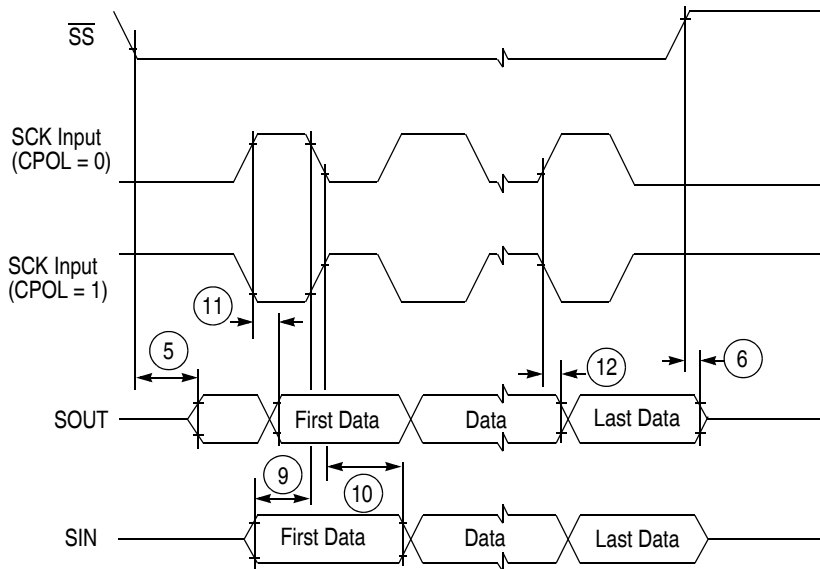 SS
SCK Input
(CPOL = 0)
SCK Input
(CPOL = 1)
11
5
12
6
SOUT
First Data
Data
Last Data
9
10
SIN
First Data
Data
Last Data